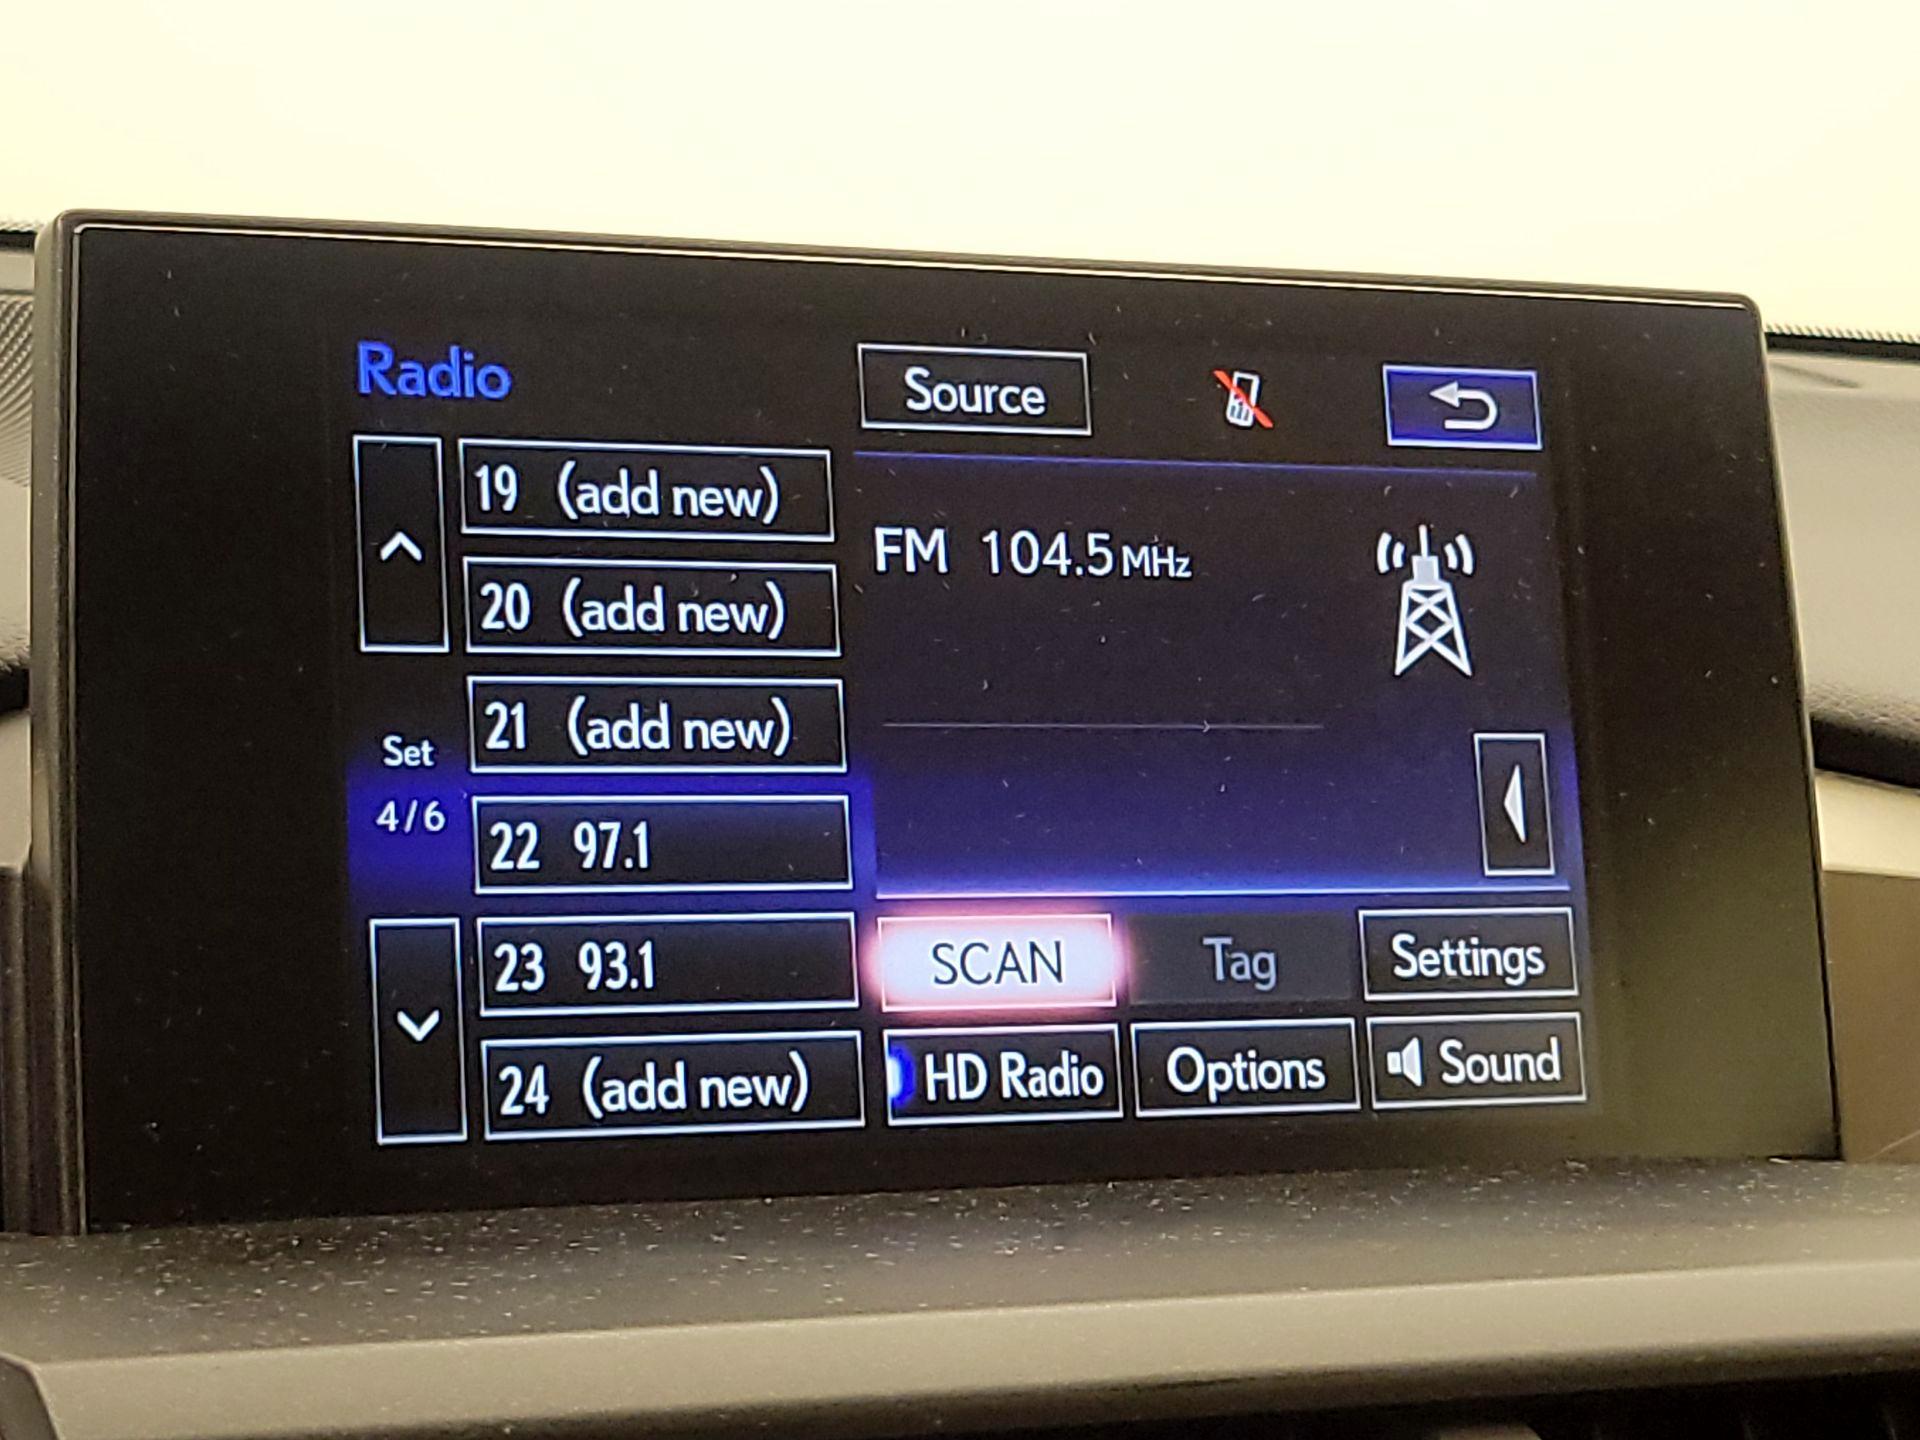 Radio
Source
19 (add new)
20 (add new)
21 (add new)
22 97.1
23 93.1
24 (add new)
Set
4/6
FM 104.5 MHz
SCAN
Tag
Settings
HD Radio
Options
Sound